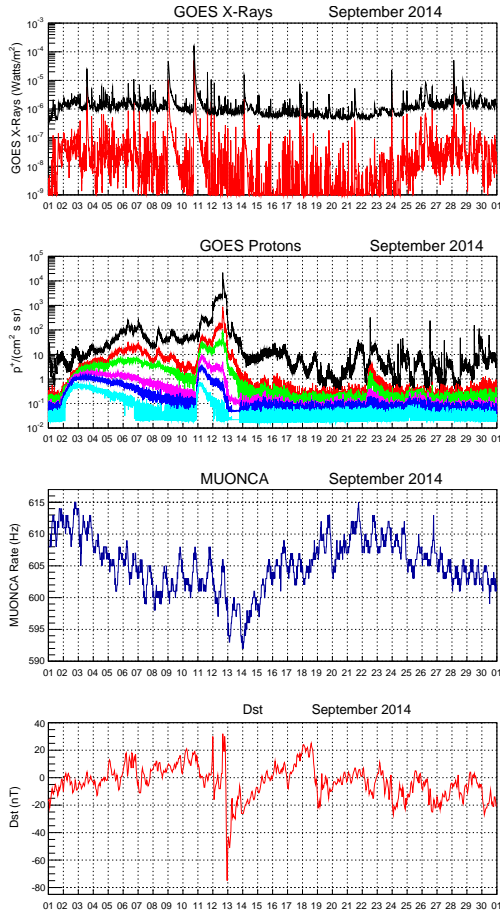 GOES X-Rays September 2014
GOES X-Rays (Watts/m²)
10⁻³
10⁻⁴
10⁻⁵
10⁻⁶
10⁻⁷
10⁻⁸
10⁻⁹
01 02 03 04 05 06 07 08 09 10 11 12 13 14 15 16 17 18 19 20 21 22 23 24 25 26 27 28 29 30 01
GOES Protons September 2014
p⁺/(cm² s sr)
10⁵
10⁴
10³
10²
10
1
10⁻¹
10⁻²
01 02 03 04 05 06 07 08 09 10 11 12 13 14 15 16 17 18 19 20 21 22 23 24 25 26 27 28 29 30 01
MUONCA September 2014
MUONCA Rate (Hz)
615
610
605
600
595
590
01 02 03 04 05 06 07 08 09 10 11 12 13 14 15 16 17 18 19 20 21 22 23 24 25 26 27 28 29 30 01
Dst September 2014
Dst (nT)
40
20
0
-20
-40
-60
-80
01 02 03 04 05 06 07 08 09 10 11 12 13 14 15 16 17 18 19 20 21 22 23 24 25 26 27 28 29 30 01